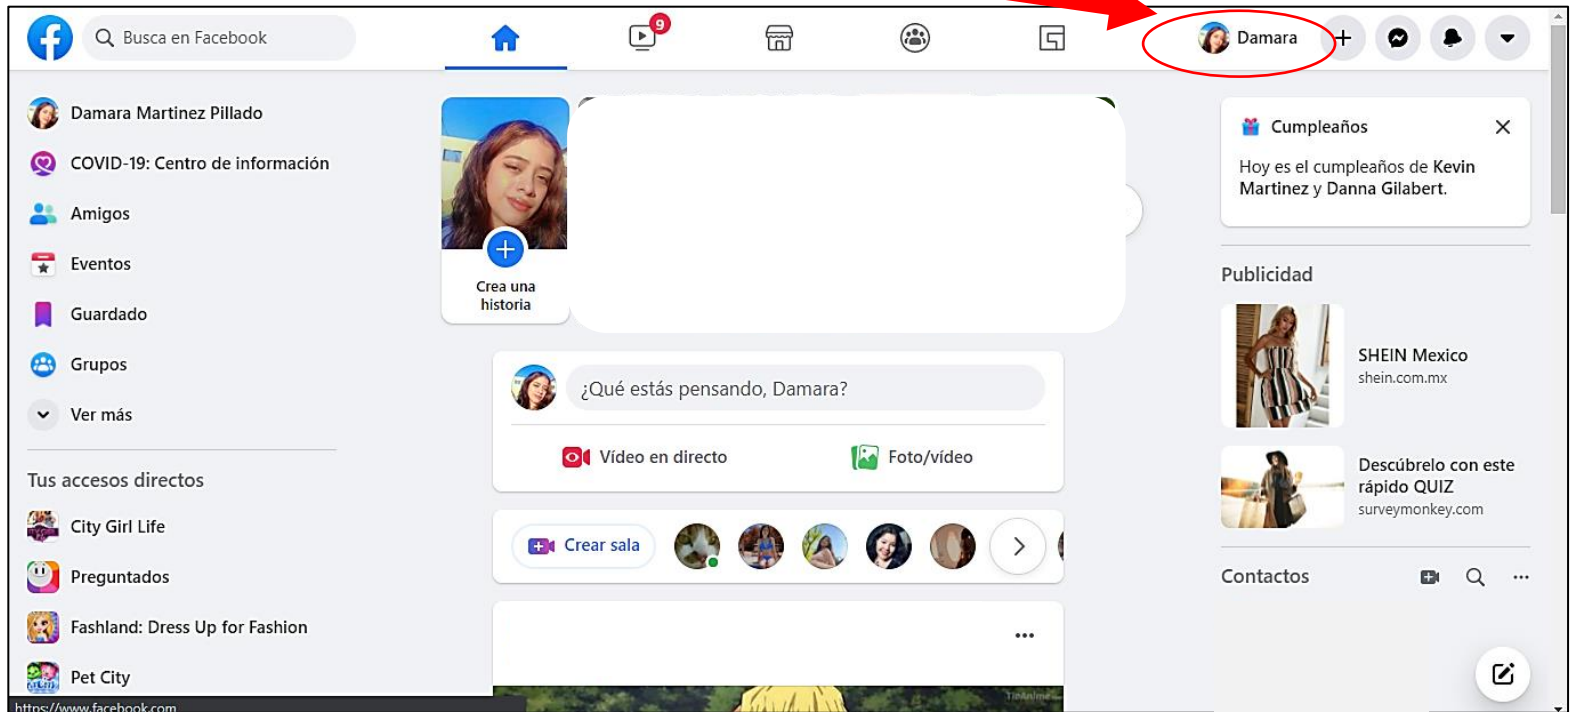 Busca en Facebook
9
Damara
Damara Martinez Pillado
COVID-19: Centro de información
Amigos
Eventos
Guardado
Grupos
Ver más
Tus accesos directos
City Girl Life
Preguntados
Fashland: Dress Up for Fashion
Pet City
https://www.facebook.com
Crea una
historia
¿Qué estás pensando, Damara?
Vídeo en directo
Foto/vídeo
Crear sala
TioAnime
Cumpleaños
Hoy es el cumpleaños de Kevin
Martinez y Danna Gilabert.
Publicidad
SHEIN Mexico
shein.com.mx
Descúbrelo con este
rápido QUIZ
surveymonkey.com
Contactos